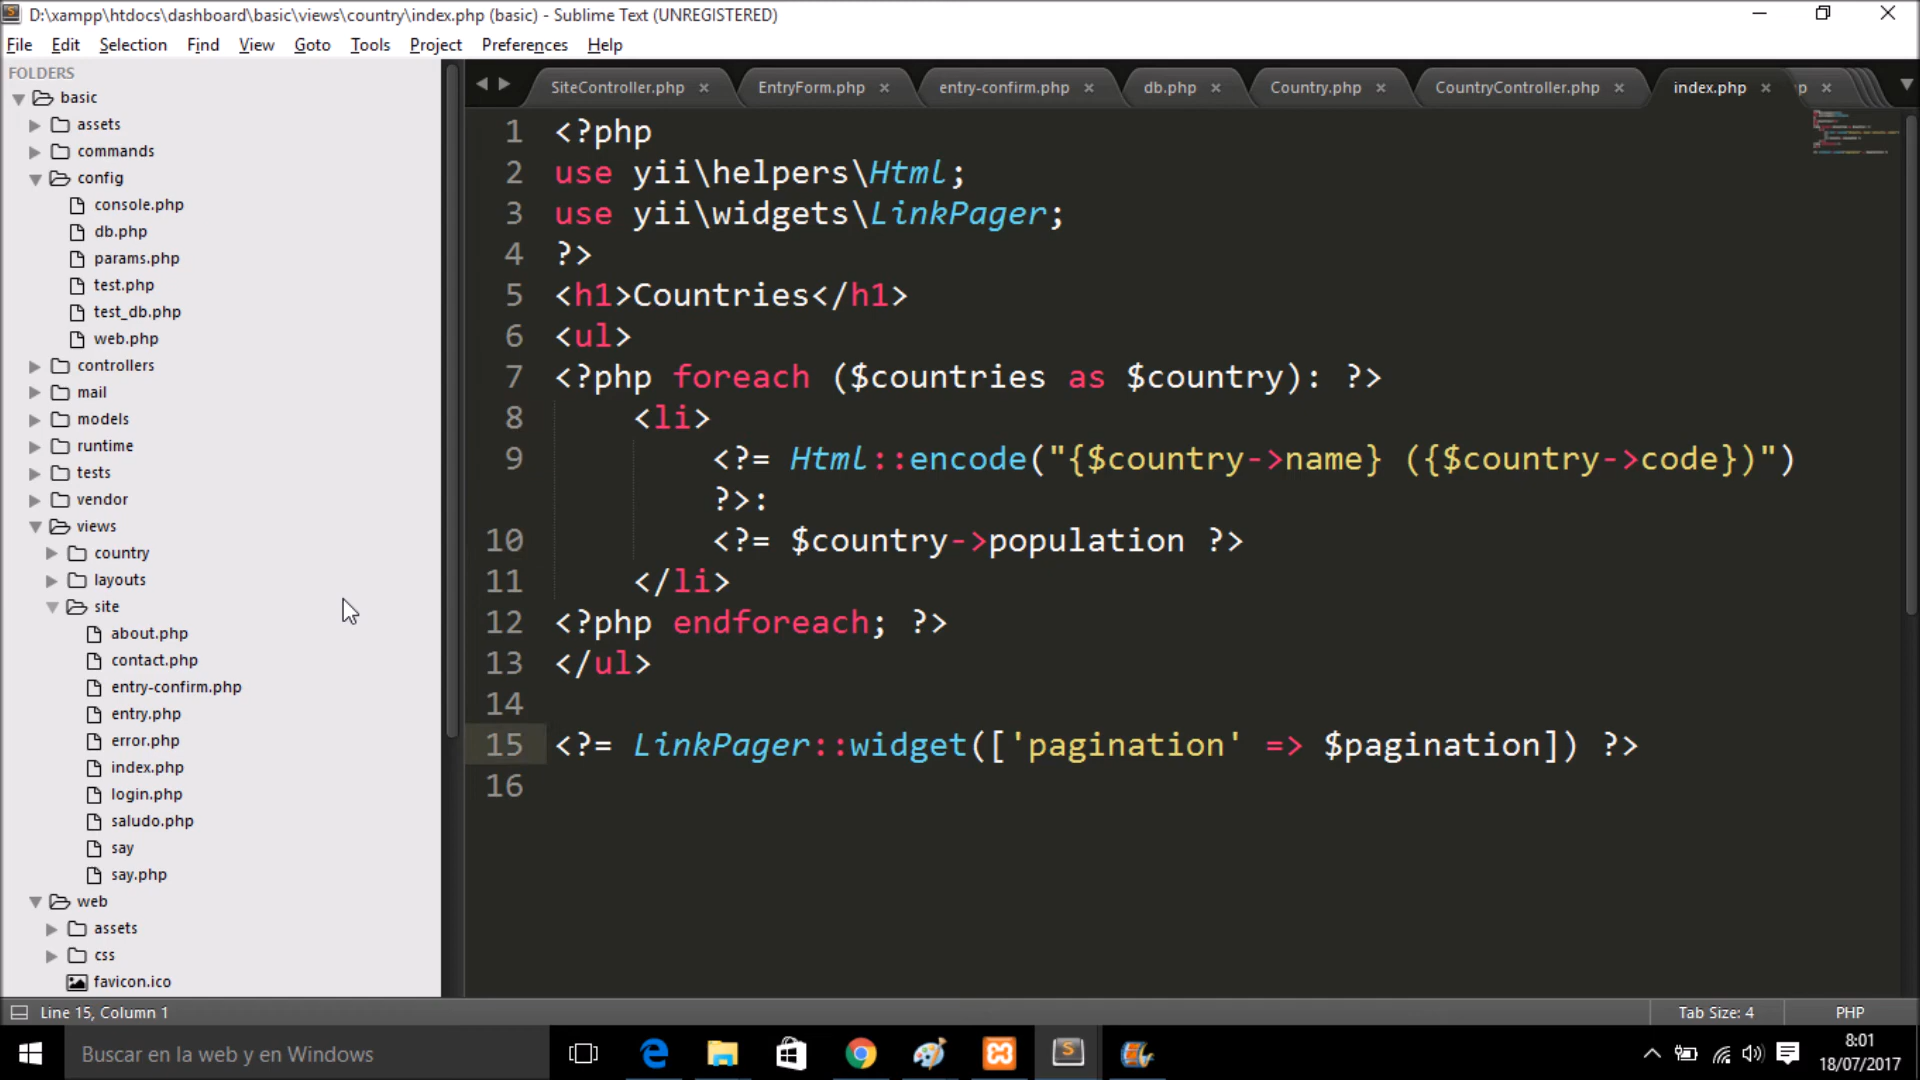 D:\xampp\htdocs\dashboard\basic\views\country\index.php (basic) - Sublime Text (UNREGISTERED)
File Edit Selection Find View Goto Tools Project Preferences Help
FOLDERS
basic
assets
commands
config
console.php
db.php
params.php
test.php
test_db.php
web.php
controllers
mail
models
runtime
tests
vendor
views
country
layouts
site
about.php
contact.php
entry-confirm.php
entry.php
error.php
index.php
login.php
saludo.php
say
say.php
web
assets
css
favicon.ico
SiteController.php EntryForm.php entry-confirm.php db.php Country.php CountryController.php index.php p
1 <?php
2 use yii\helpers\Html;
3 use yii\widgets\LinkPager;
4 ?>
5 <h1>Countries</h1>
6 <ul>
7 <?php foreach ($countries as $country): ?>
8 <li>
9 <?= Html::encode("{$country->name} ({$country->code})")
?>:
10 <?= $country->population ?>
11 </li>
12 <?php endforeach; ?>
13 </ul>
14
15 <?= LinkPager::widget(['pagination' => $pagination]) ?>
16
Line 15, Column 1 Tab Size: 4 PHP
Buscar en la web y en Windows
8:01
18/07/2017